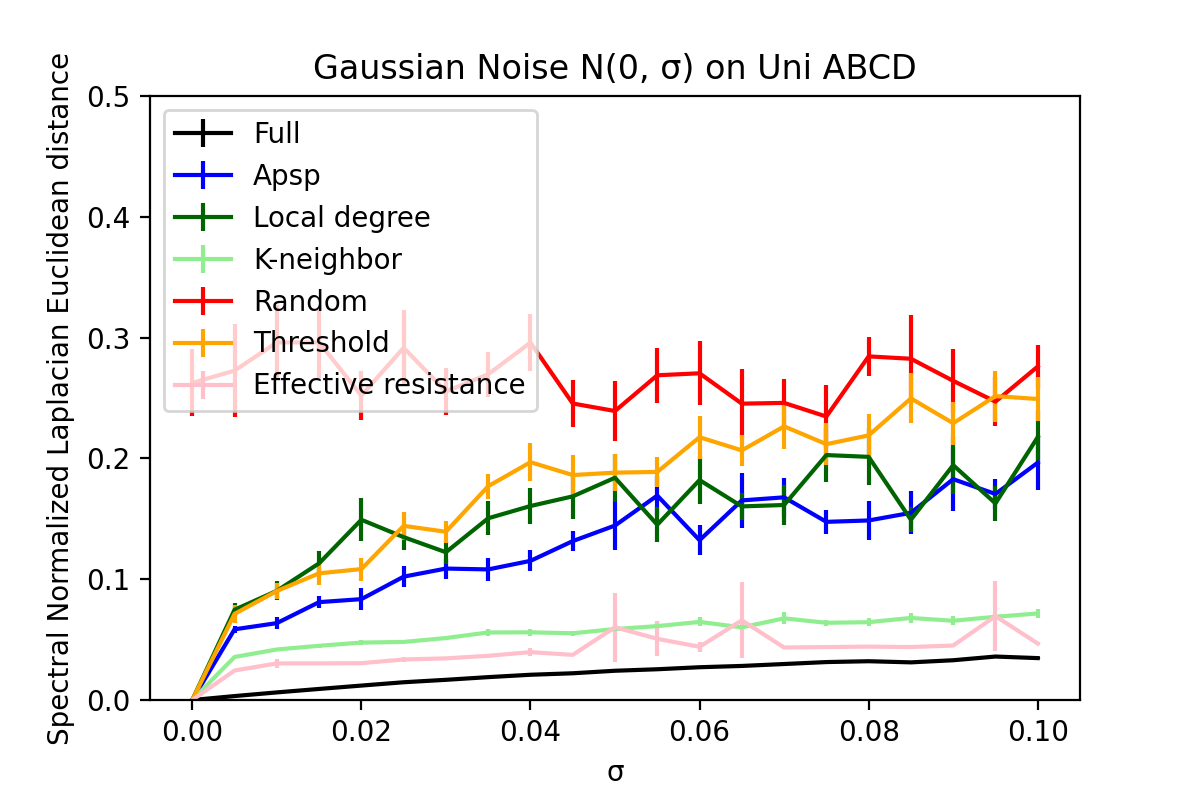 Gaussian Noise N(0, σ) on Uni ABCD
Spectral Normalized Laplacian Euclidean distance
0.5
0.4
0.3
0.2
0.1
0.0
Full
Apsp
Local degree
K-neighbor
Random
Threshold
Effective resistance
0.00 0.02 0.04 0.06 0.08 0.10
σ